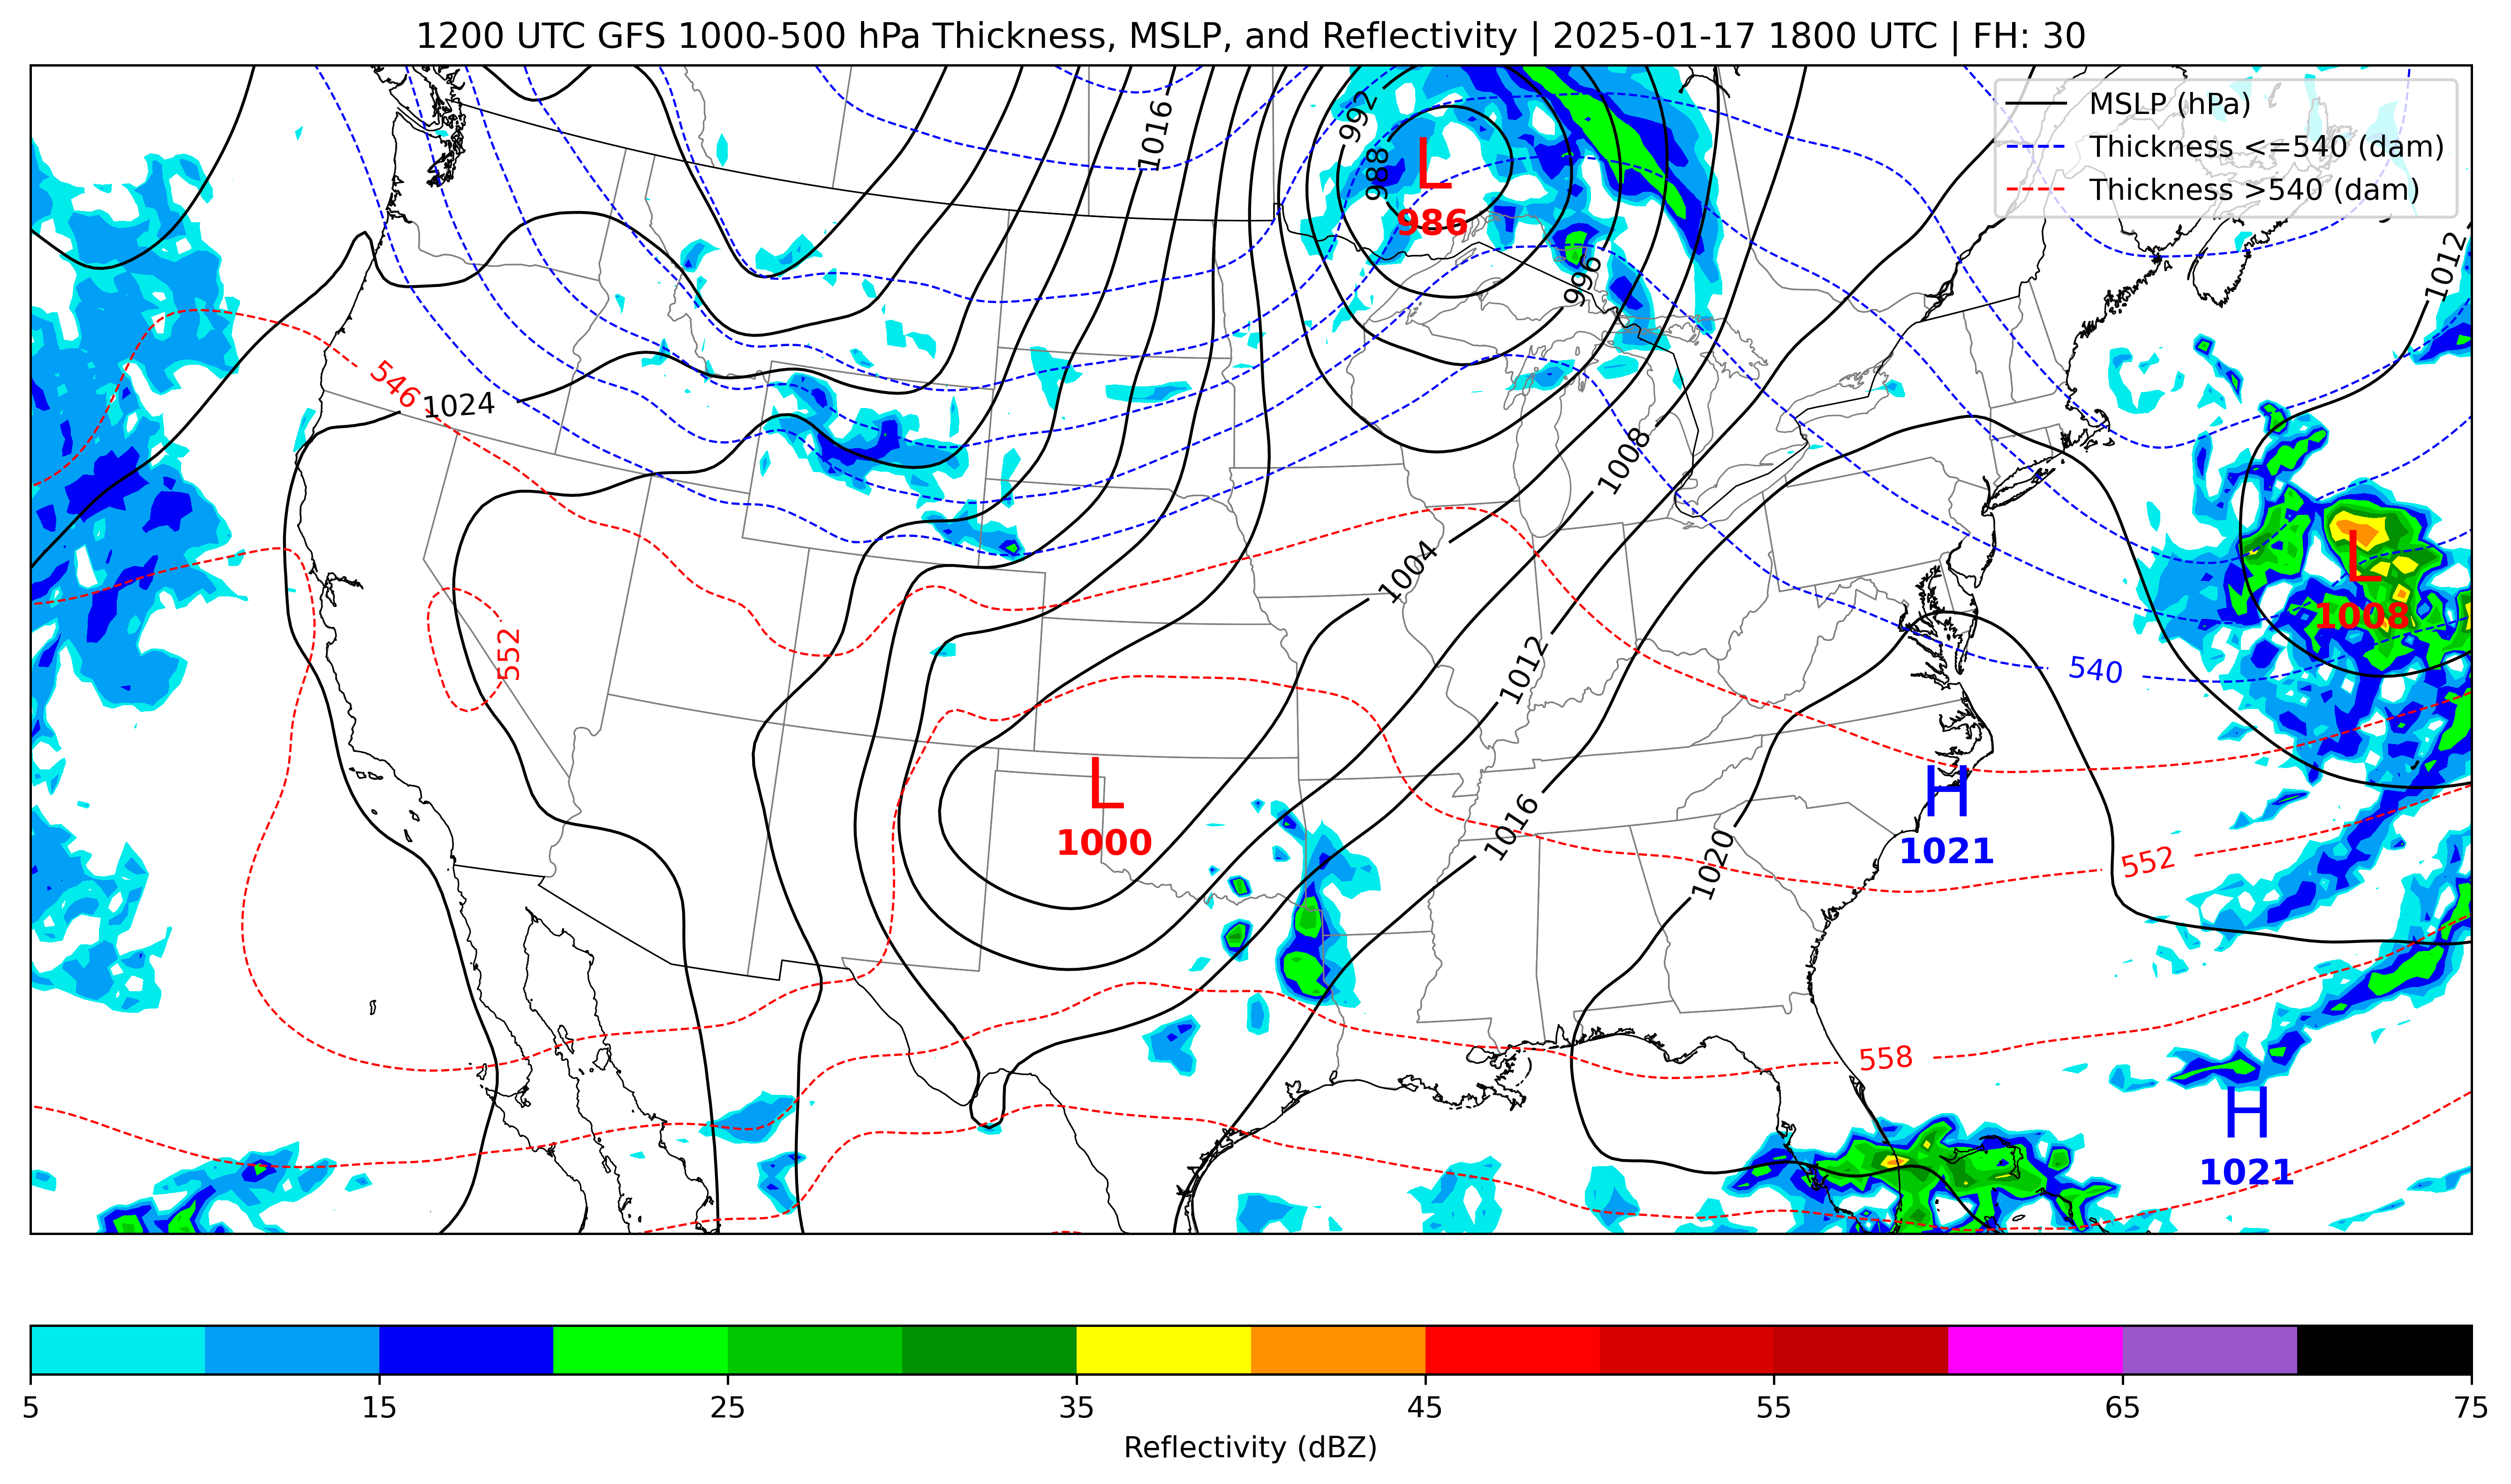 1200 UTC GFS 1000-500 hPa Thickness, MSLP, and Reflectivity | 2025-01-17 1800 UTC | FH: 30
MSLP (hPa)
Thickness <=540 (dam)
Thickness >540 (dam)
992
1016
988
L
986
1012
996
546
1024
1008
1004
L
1008
552
1012
540
L
1000
H
1021
1016
1020
552
558
H
1021
5
15
25
35
45
55
65
75
Reflectivity (dBZ)